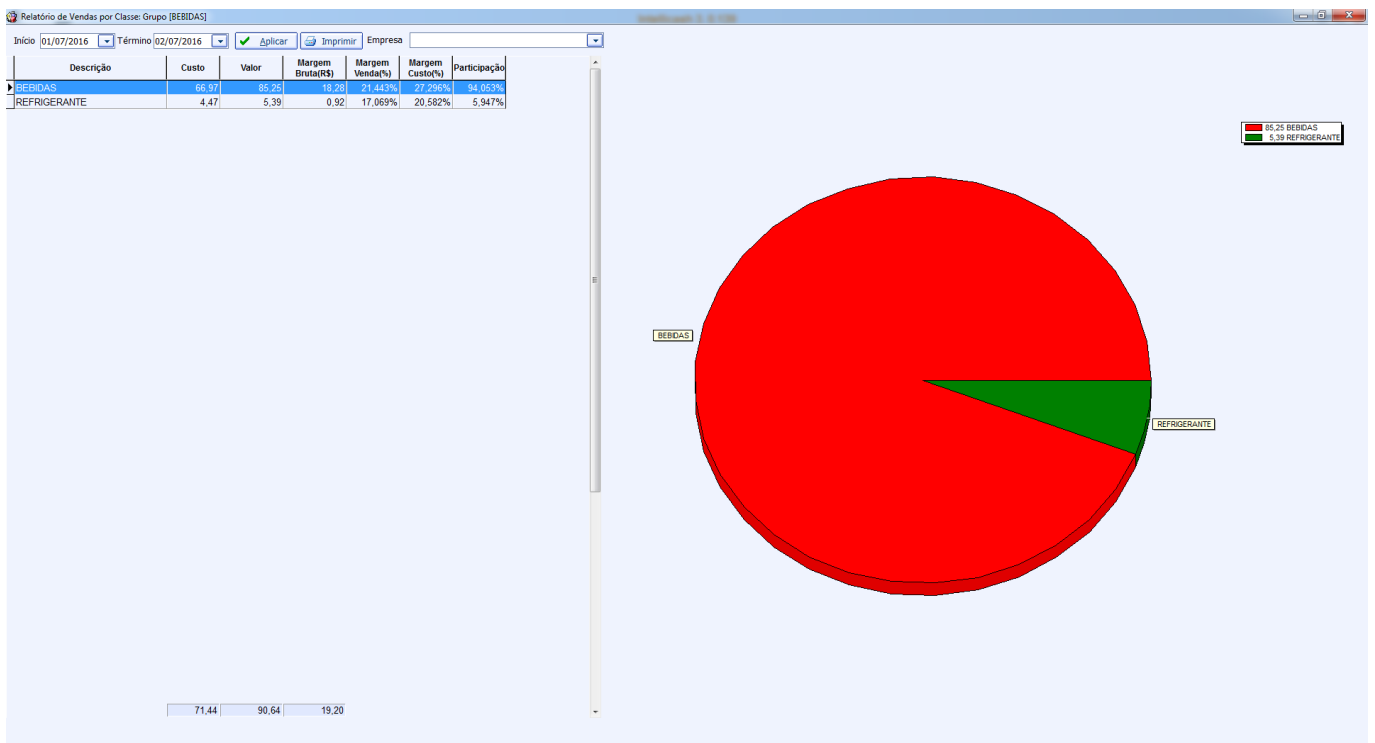 Relatório de Vendas por Classe: Grupo [BEBIDAS]
Início 01/07/2016 Término 02/07/2016 Aplicar Imprimir Empresa
Descrição Custo Valor Margem Bruta(R$) Margem Venda(%) Margem Custo(%) Participação
BEBIDAS 66,97 85,25 18,28 21,443% 27,296% 94,053%
REFRIGERANTE 4,47 5,39 0,92 17,069% 20,582% 5,947%
85,25 BEBIDAS
5,39 REFRIGERANTE
BEBIDAS
REFRIGERANTE
71,44 90,64 19,20